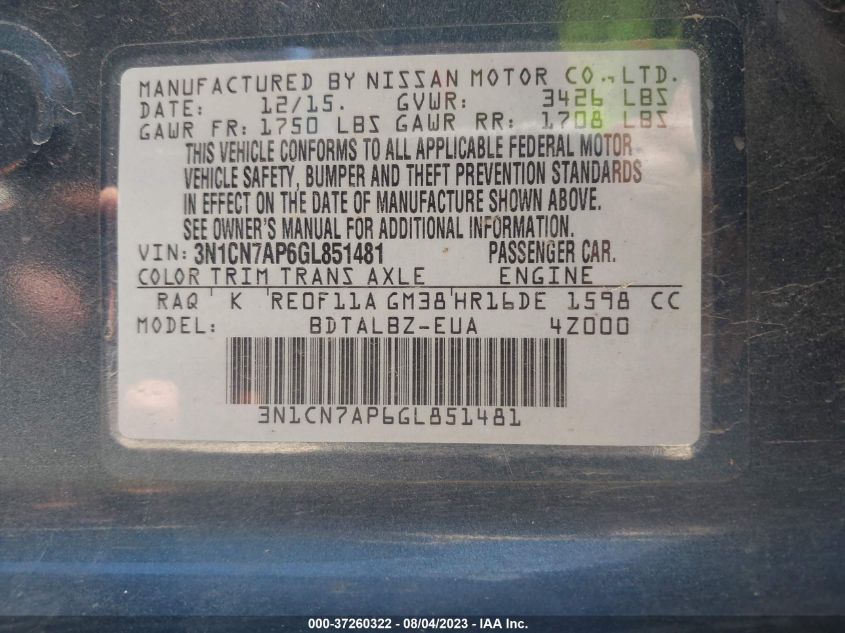 MANUFACTURED BY NISSAN MOTOR CO., LTD.
DATE: 12/15. GVWR: 3426 LBS
GAWR FR: 1750 LBS GAWR RR: 1708 LBS
THIS VEHICLE CONFORMS TO ALL APPLICABLE FEDERAL MOTOR
VEHICLE SAFETY, BUMPER AND THEFT PREVENTION STANDARDS
IN EFFECT ON THE DATE OF MANUFACTURE SHOWN ABOVE.
SEE OWNER'S MANUAL FOR ADDITIONAL INFORMATION.
VIN: 3N1CN7AP6GL851481 PASSENGER CAR.
COLOR TRIM TRANS AXLE ENGINE
RAQ K RE0F11A GM38 HR16DE 1598 CC
MODEL: BDTALBZ-EUA 4Z000
3N1CN7AP6GL851481
000-37260322 - 08/04/2023 - IAA Inc.